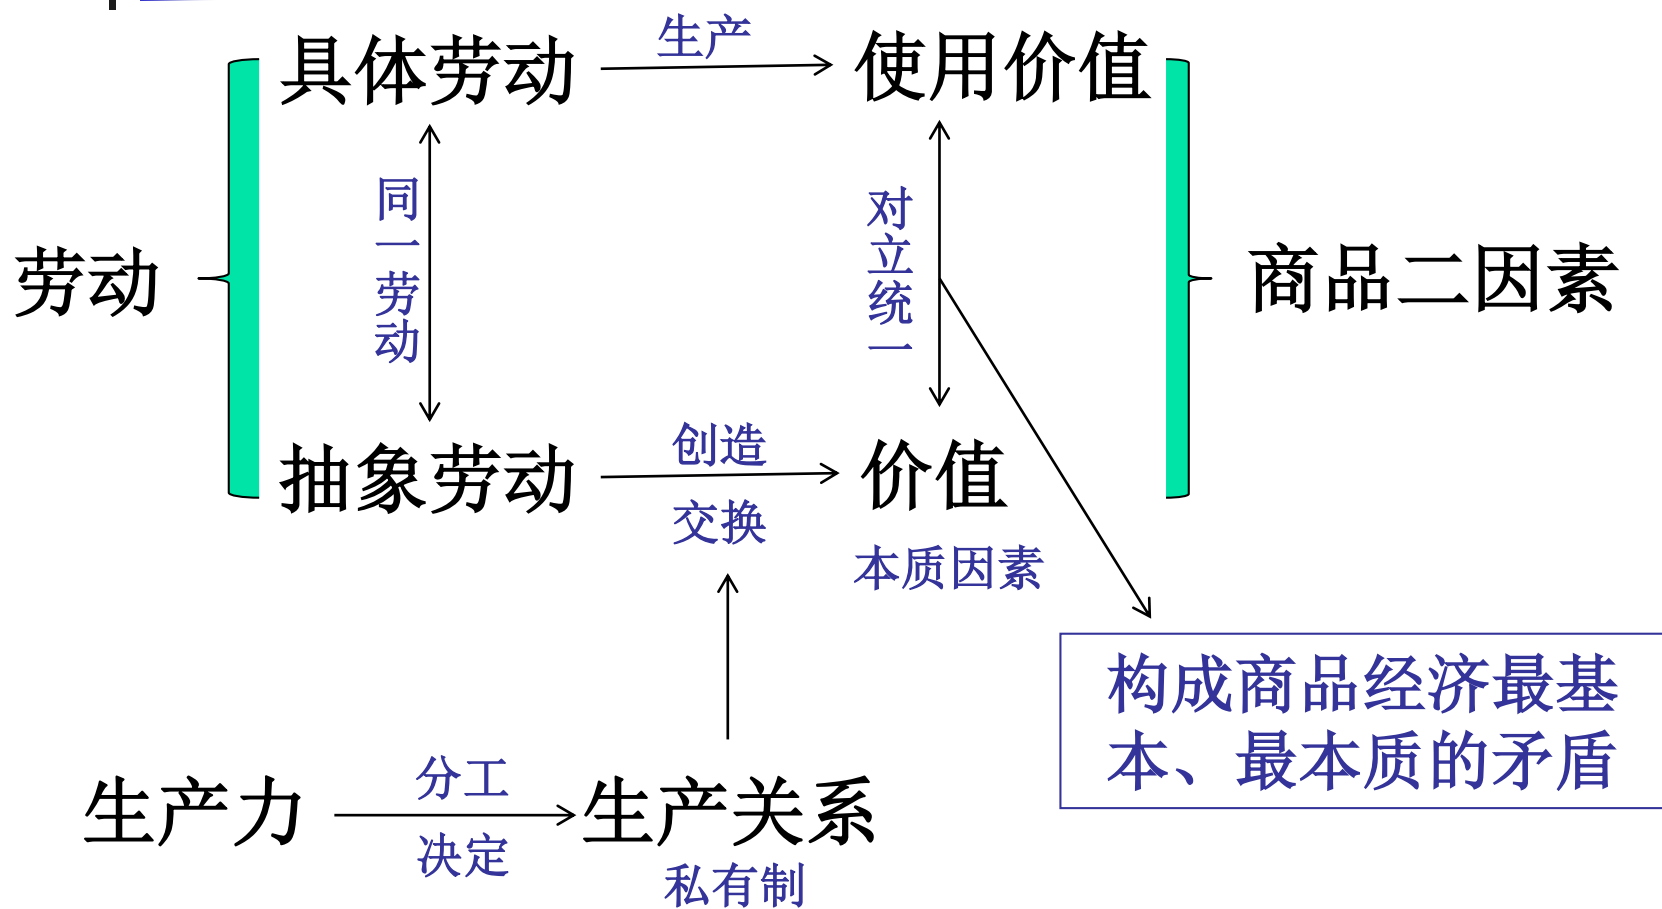 具体劳动
生产
使用价值
同一劳动
对立统一
劳动
商品二因素
抽象劳动
创造
交换
价值
本质因素
构成商品经济最基
本、最本质的矛盾
生产力
分工
决定
生产关系
私有制